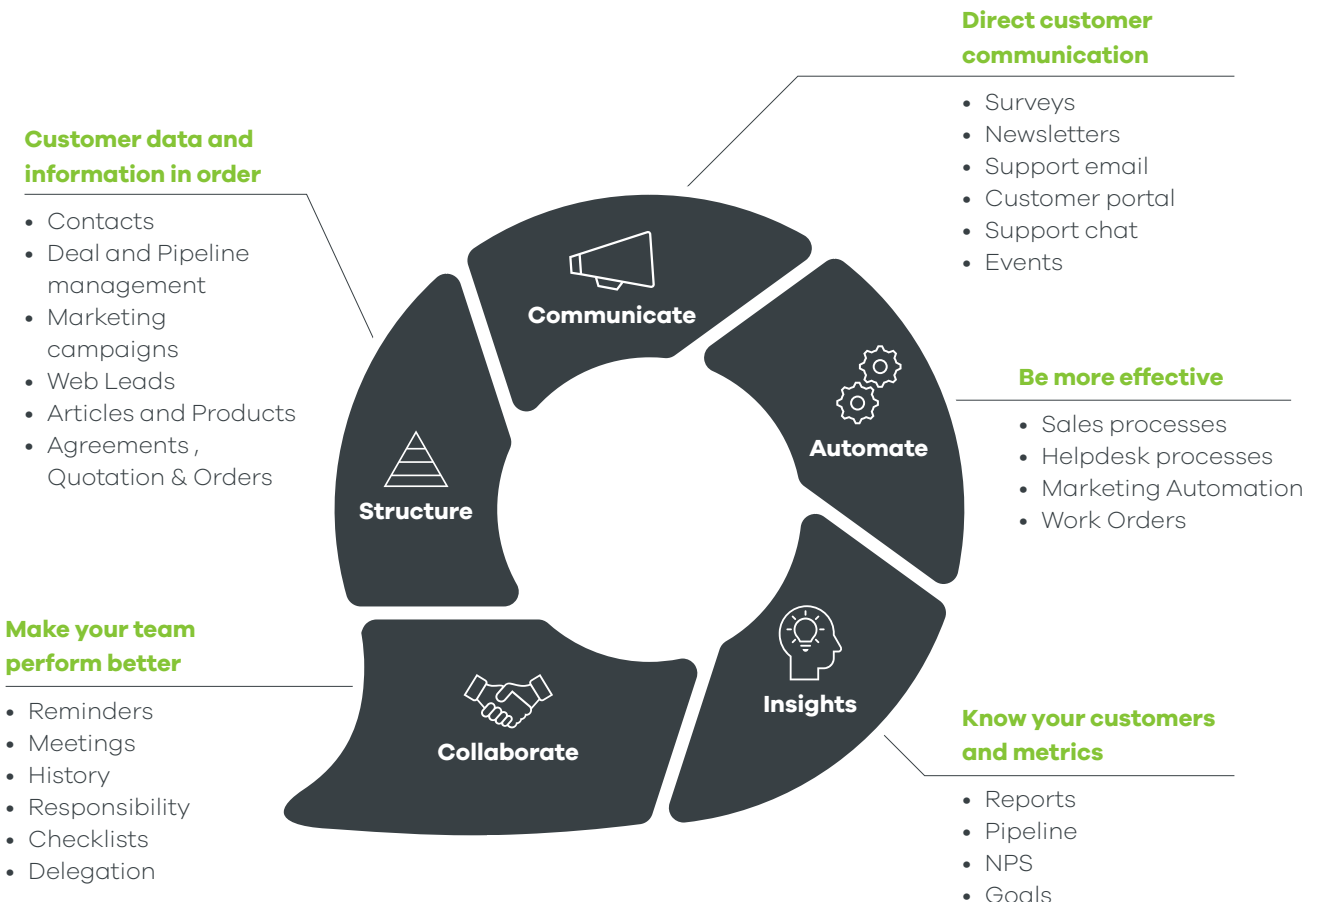 Direct customer
communication
• Surveys
• Newsletters
• Support email
• Customer portal
• Support chat
• Events
Customer data and
information in order
• Contacts
• Deal and Pipeline
management
• Marketing
campaigns
• Web Leads
• Articles and Products
• Agreements ,
Quotation & Orders
Communicate
Automate
Structure
Insights
Collaborate
Be more effective
• Sales processes
• Helpdesk processes
• Marketing Automation
• Work Orders
Make your team
perform better
• Reminders
• Meetings
• History
• Responsibility
• Checklists
• Delegation
Know your customers
and metrics
• Reports
• Pipeline
• NPS
• Goals